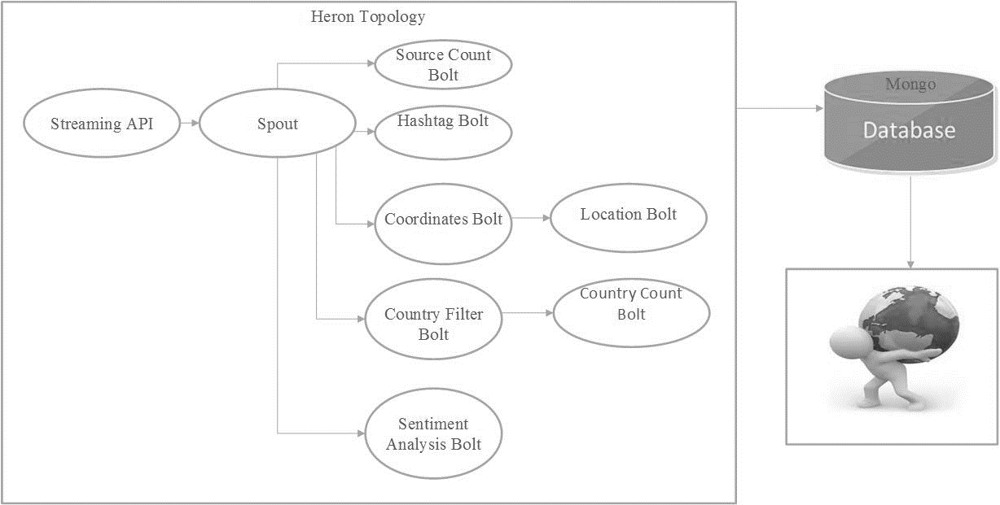 Heron Topology
Streaming API
Spout
Source Count
Bolt
Hashtag Bolt
Coordinates Bolt
Location Bolt
Country Filter
Bolt
Country Count
Bolt
Sentiment
Analysis Bolt
Mongo
Database